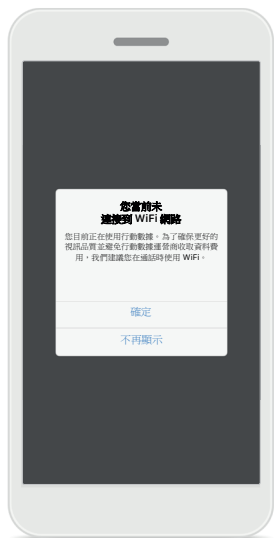 您當前未
連接到 WiFi 網路
您目前正在使用行動數據。為了確保更好的
視訊品質並避免行動數據運營商收取資料費
用，我們建議您在通話時使用 WiFi。
確定
不再顯示